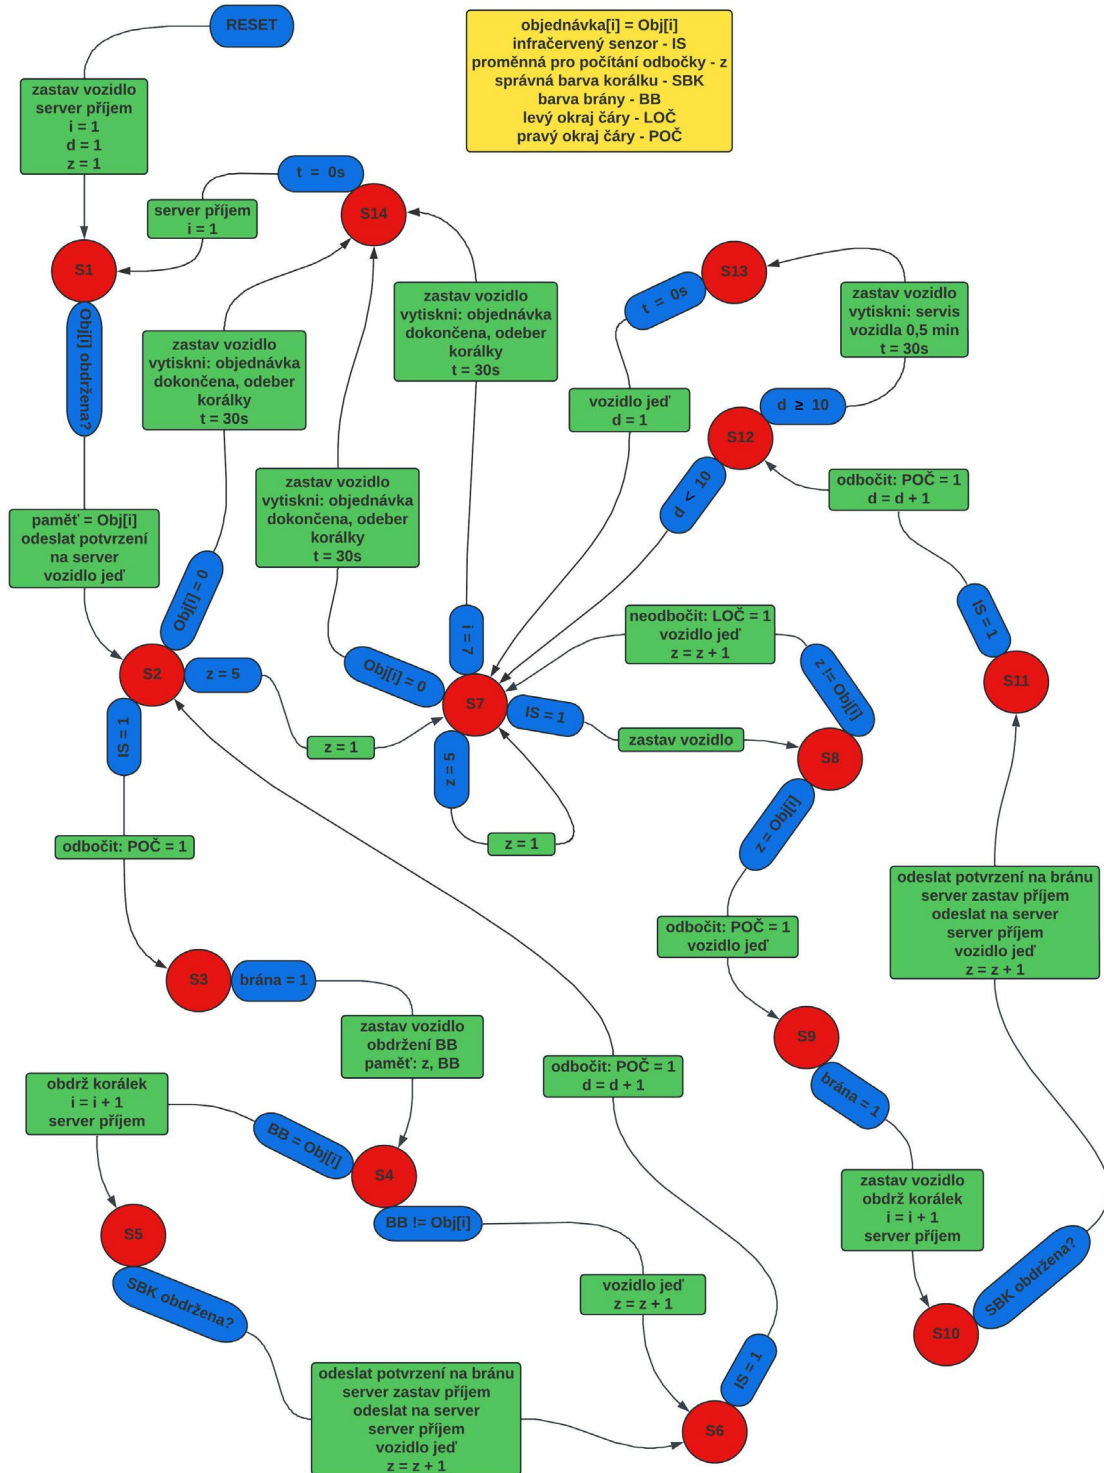 RESET
objednávka[i] = Obj[i]
infračervený senzor - IS
proměnná pro počítání odbočky - z
správná barva korálku - SBK
barva brány - BB
levý okraj čáry - LOČ
pravý okraj čáry - POČ
zastav vozidlo
server příjem
i = 1
d = 1
z = 1
t = 0s
S14
server příjem
i = 1
S1
Obj[i] obdržena?
S13
t = 0s
zastav vozidlo
vytiskni: servis
vozidla 0,5 min
t = 30s
zastav vozidlo
vytiskni: objednávka
dokončena, odeber
korálky
t = 30s
zastav vozidlo
vytiskni: objednávka
dokončena, odeber
korálky
t = 30s
vozidlo jeď
d = 1
d ≥ 10
S12
d < 10
odbočit: POČ = 1
d = d + 1
zastav vozidlo
vytiskni: objednávka
dokončena, odeber
korálky
t = 30s
paměť = Obj[i]
odeslat potvrzení
na server
vozidlo jeď
Obj[i] = 0
S2
z = 5
IS = 1
z = 1
Obj[i] = 0
i = 7
S7
IS = 1
z = 5
z = 1
neodbočit: LOČ = 1
vozidlo jeď
z = z + 1
zastav vozidlo
z != Obj[i]
S8
z = Obj[i]
IS = 1
S11
odbočit: POČ = 1
odbočit: POČ = 1
vozidlo jeď
odeslat potvrzení na bránu
server zastav příjem
odeslat na server
server příjem
vozidlo jeď
z = z + 1
S3
brána = 1
zastav vozidlo
obdržení BB
paměť: z, BB
S9
brána = 1
odbočit: POČ = 1
d = d + 1
obdrž korálek
i = i + 1
server příjem
BB = Obj[i]
S4
BB != Obj[i]
zastav vozidlo
obdrž korálek
i = i + 1
server příjem
S5
SBK obdržena?
vozidlo jeď
z = z + 1
SBK obdržena?
S10
odeslat potvrzení na bránu
server zastav příjem
odeslat na server
server příjem
vozidlo jeď
z = z + 1
IS = 1
S6